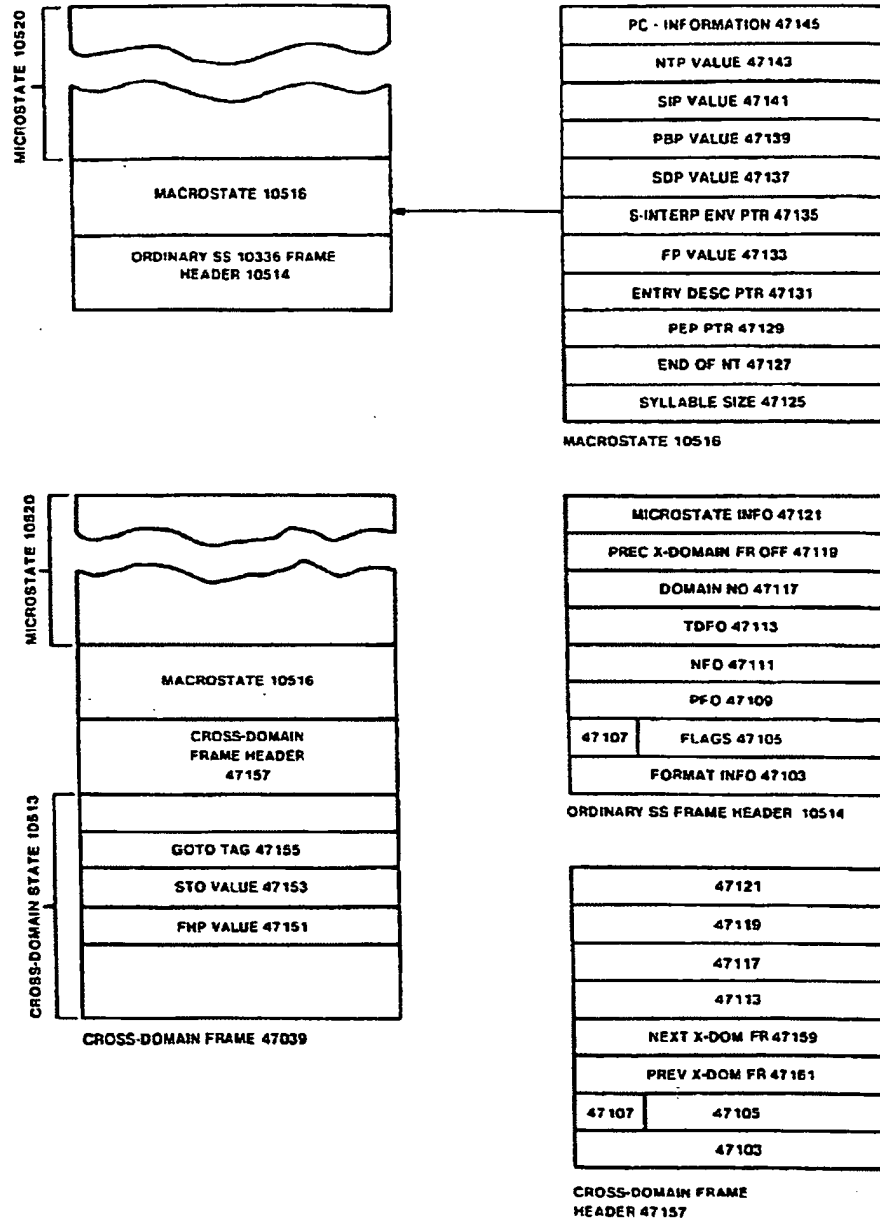 MICROSTATE 10520
MACROSTATE 10516
ORDINARY SS 10336 FRAME
HEADER 10514
PC - INFORMATION 47145
NTP VALUE 47143
SIP VALUE 47141
PBP VALUE 47139
SDP VALUE 47137
S-INTERP ENV PTR 47135
FP VALUE 47133
ENTRY DESC PTR 47131
PEP PTR 47129
END OF NT 47127
SYLLABLE SIZE 47125
MACROSTATE 10516
MICROSTATE 10520
MACROSTATE 10516
CROSS-DOMAIN
FRAME HEADER
47157
CROSS-DOMAIN STATE 10513
GOTO TAG 47155
STO VALUE 47153
FHP VALUE 47151
CROSS-DOMAIN FRAME 47039
MICROSTATE INFO 47121
PREC X-DOMAIN FR OFF 47119
DOMAIN NO 47117
TDFO 47113
NFO 47111
PFO 47109
47107 FLAGS 47105
FORMAT INFO 47103
ORDINARY SS FRAME HEADER 10514
47121
47119
47117
47113
NEXT X-DOM FR 47159
PREV X-DOM FR 47161
47107 47105
47103
CROSS-DOMAIN FRAME
HEADER 47157